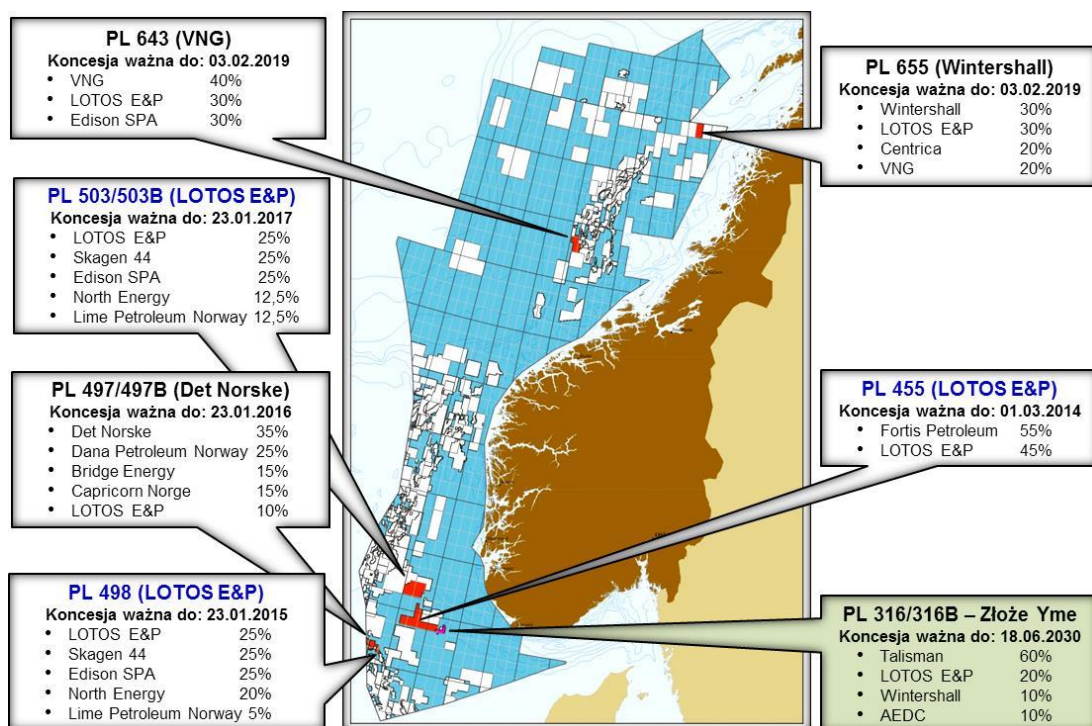 PL 643 (VNG)
Koncesja ważna do: 03.02.2019
• VNG 40%
• LOTOS E&P 30%
• Edison SPA 30%
PL 503/503B (LOTOS E&P)
Koncesja ważna do: 23.01.2017
• LOTOS E&P 25%
• Skagen 44 25%
• Edison SPA 25%
• North Energy 12,5%
• Lime Petroleum Norway 12,5%
PL 497/497B (Det Norske)
Koncesja ważna do: 23.01.2016
• Det Norske 35%
• Dana Petroleum Norway 25%
• Bridge Energy 15%
• Capricorn Norge 15%
• LOTOS E&P 10%
PL 498 (LOTOS E&P)
Koncesja ważna do: 23.01.2015
• LOTOS E&P 25%
• Skagen 44 25%
• Edison SPA 25%
• North Energy 20%
• Lime Petroleum Norway 5%
PL 655 (Wintershall)
Koncesja ważna do: 03.02.2019
• Wintershall 30%
• LOTOS E&P 30%
• Centrica 20%
• VNG 20%
PL 455 (LOTOS E&P)
Koncesja ważna do: 01.03.2014
• Fortis Petroleum 55%
• LOTOS E&P 45%
PL 316/316B – Złoże Yme
Koncesja ważna do: 18.06.2030
• Talisman 60%
• LOTOS E&P 20%
• Wintershall 10%
• AEDC 10%